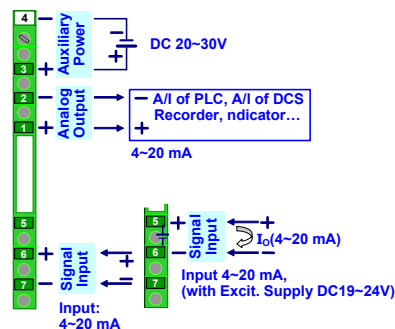 4
Auxiliary
Power
DC 20~30V
3
2
Analog
Output
A/I of PLC, A/I of DCS
Recorder, ndicator…
1
4~20 mA
5
6
7
Signal
Input
Input:
4~20 mA
5
6
7
Signal
Input
Io(4~20 mA)
Input 4~20 mA,
(with Excit. Supply DC19~24V)